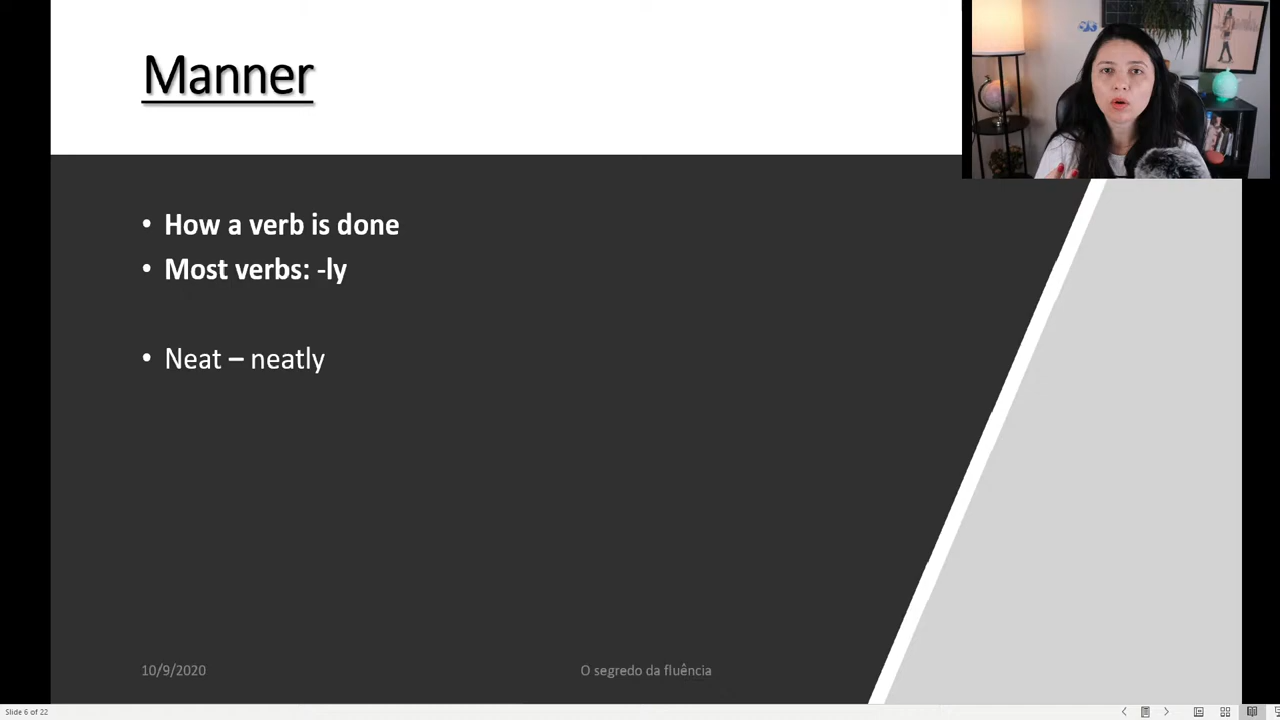 Manner
• How a verb is done
• Most verbs: -ly
• Neat – neatly
10/9/2020
O segredo da fluência
Slide 6 of 22